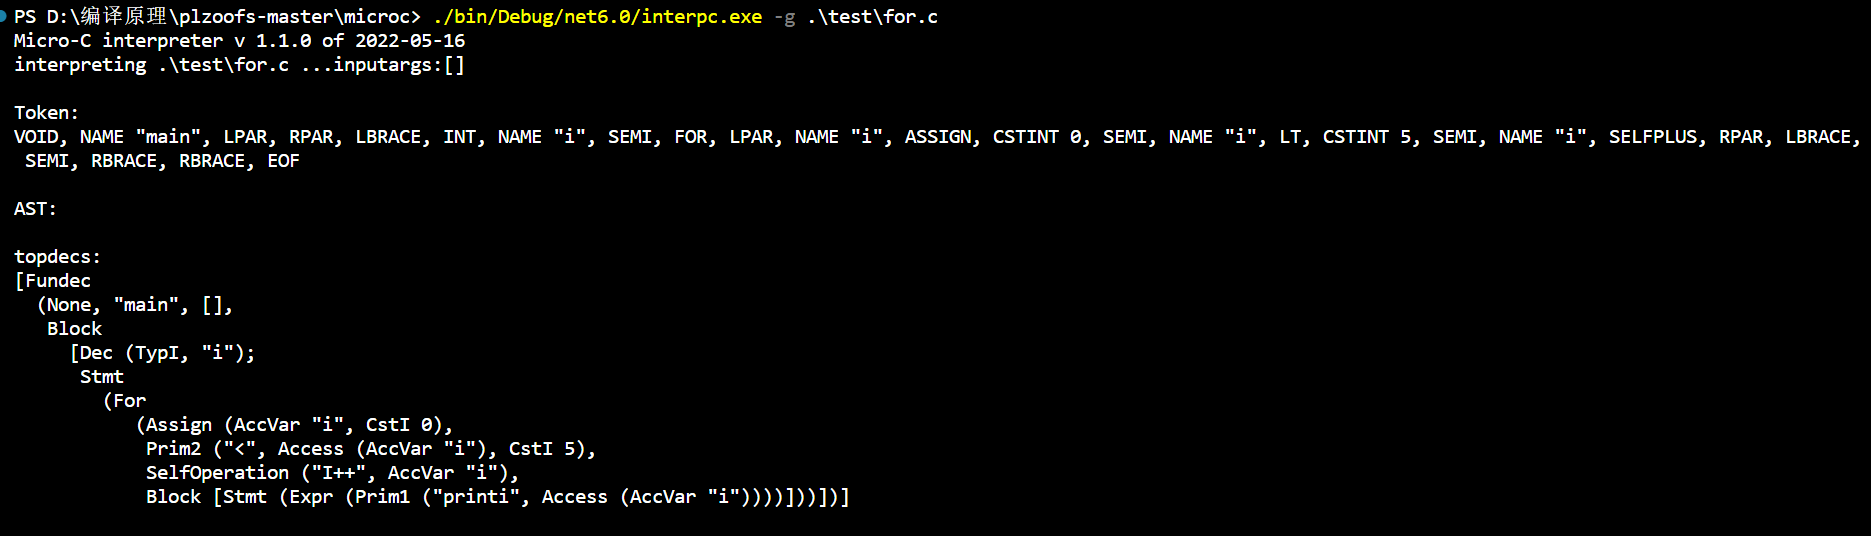 PS D:\编译原理\plzoofs-master\microc> ./bin/Debug/net6.0/interpc.exe -g .\test\for.c
Micro-C interpreter v 1.1.0 of 2022-05-16
interpreting .\test\for.c ...inputargs:[]
Token:
VOID, NAME "main", LPAR, RPAR, LBRACE, INT, NAME "i", SEMI, FOR, LPAR, NAME "i", ASSIGN, CSTINT 0, SEMI, NAME "i", LT, CSTINT 5, SEMI, NAME "i", SELFPLUS, RPAR, LBRACE,
SEMI, RBRACE, RBRACE, EOF
AST:
topdecs:
[Fundec
(None, "main", [],
Block
[Dec (TypI, "i");
Stmt
(For
(Assign (AccVar "i", CstI 0),
Prim2 ("<", Access (AccVar "i"), CstI 5),
SelfOperation ("I++", AccVar "i"),
Block [Stmt (Expr (Prim1 ("printi", Access (AccVar "i"))))]))])]